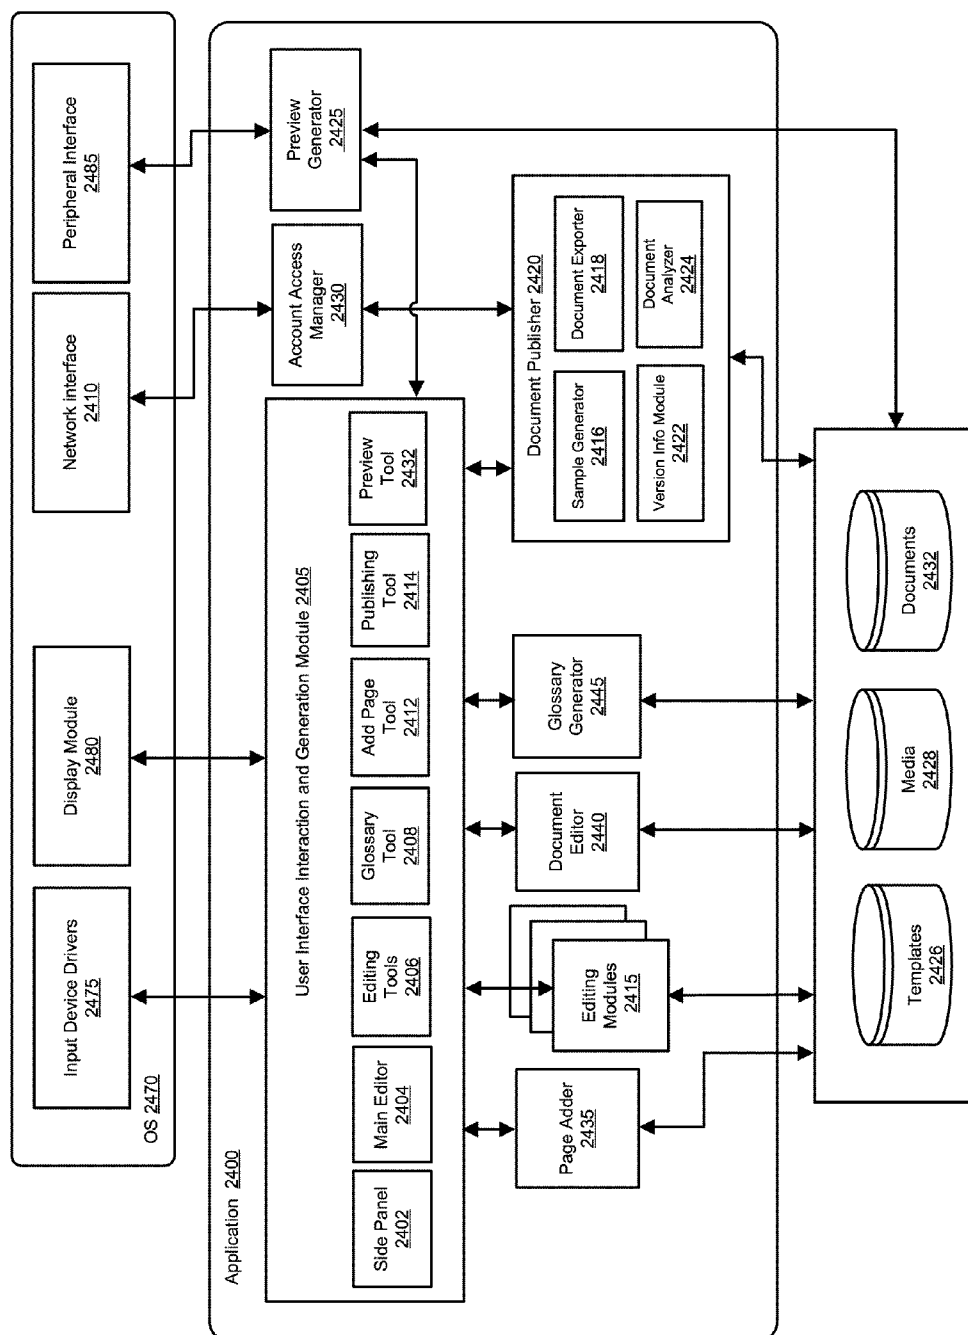 OS 2470
Input Device Drivers
2475
Display Module
2480
Network interface
2410
Peripheral Interface
2485
Application 2400
User Interface Interaction and Generation Module 2405
Side Panel
2402
Main Editor
2404
Editing
Tools
2406
Glossary
Tool
2408
Add Page
Tool
2412
Publishing
Tool
2414
Preview
Tool
2432
Account Access
Manager
2430
Preview
Generator
2425
Page Adder
2435
Editing
Modules
2415
Document
Editor
2440
Glossary
Generator
2445
Document Publisher 2420
Sample Generator
2416
Document Exporter
2418
Version Info Module
2422
Document
Analyzer
2424
Templates
2426
Media
2428
Documents
2432